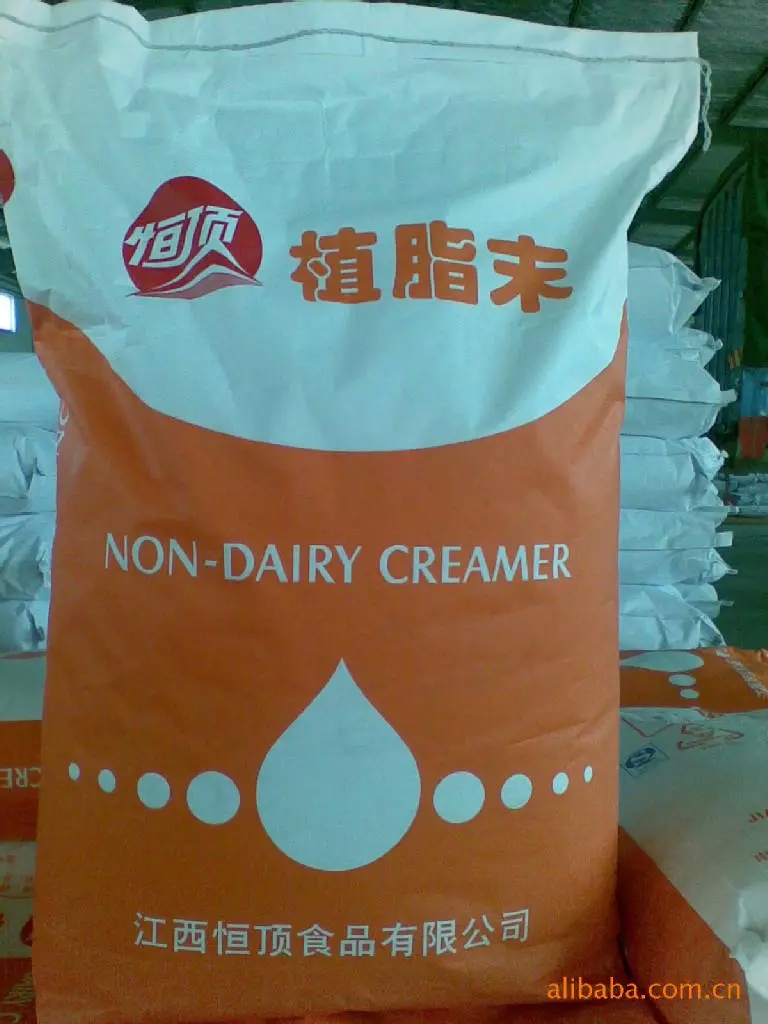 恒顶
植脂末
NON-DAIRY CREAMER
江西恒顶食品有限公司
alibaba.com.cn